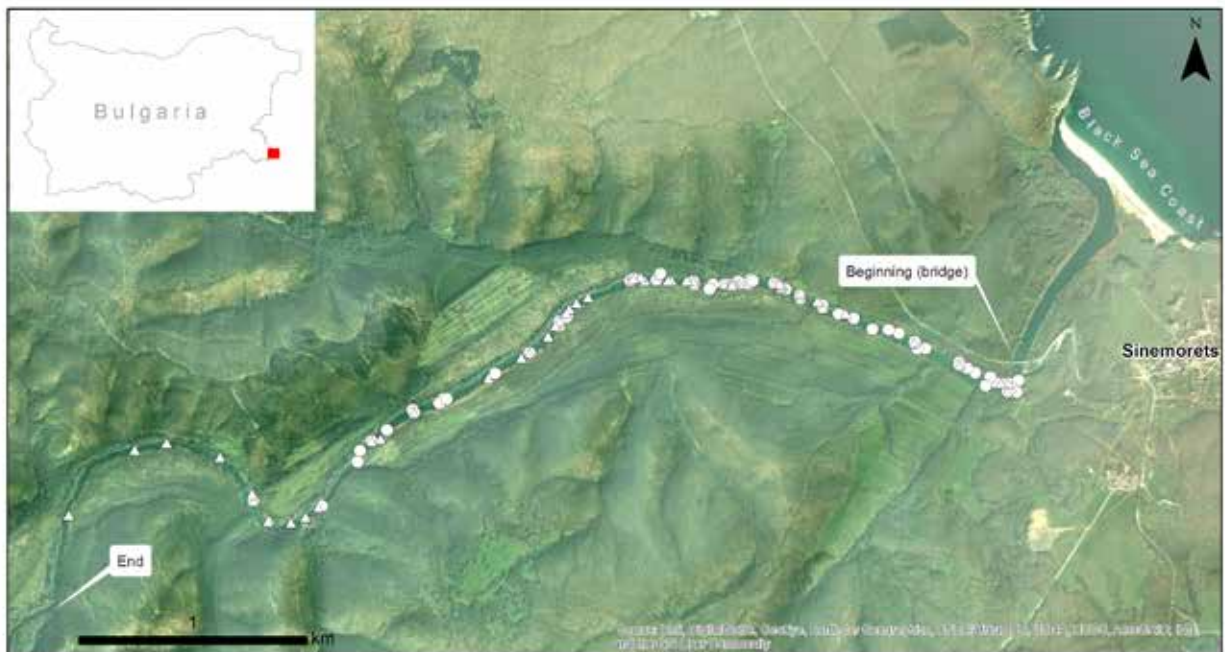 Bulgaria
N
Black Sea Coast
Beginning (bridge)
Sinemorets
End
1
km